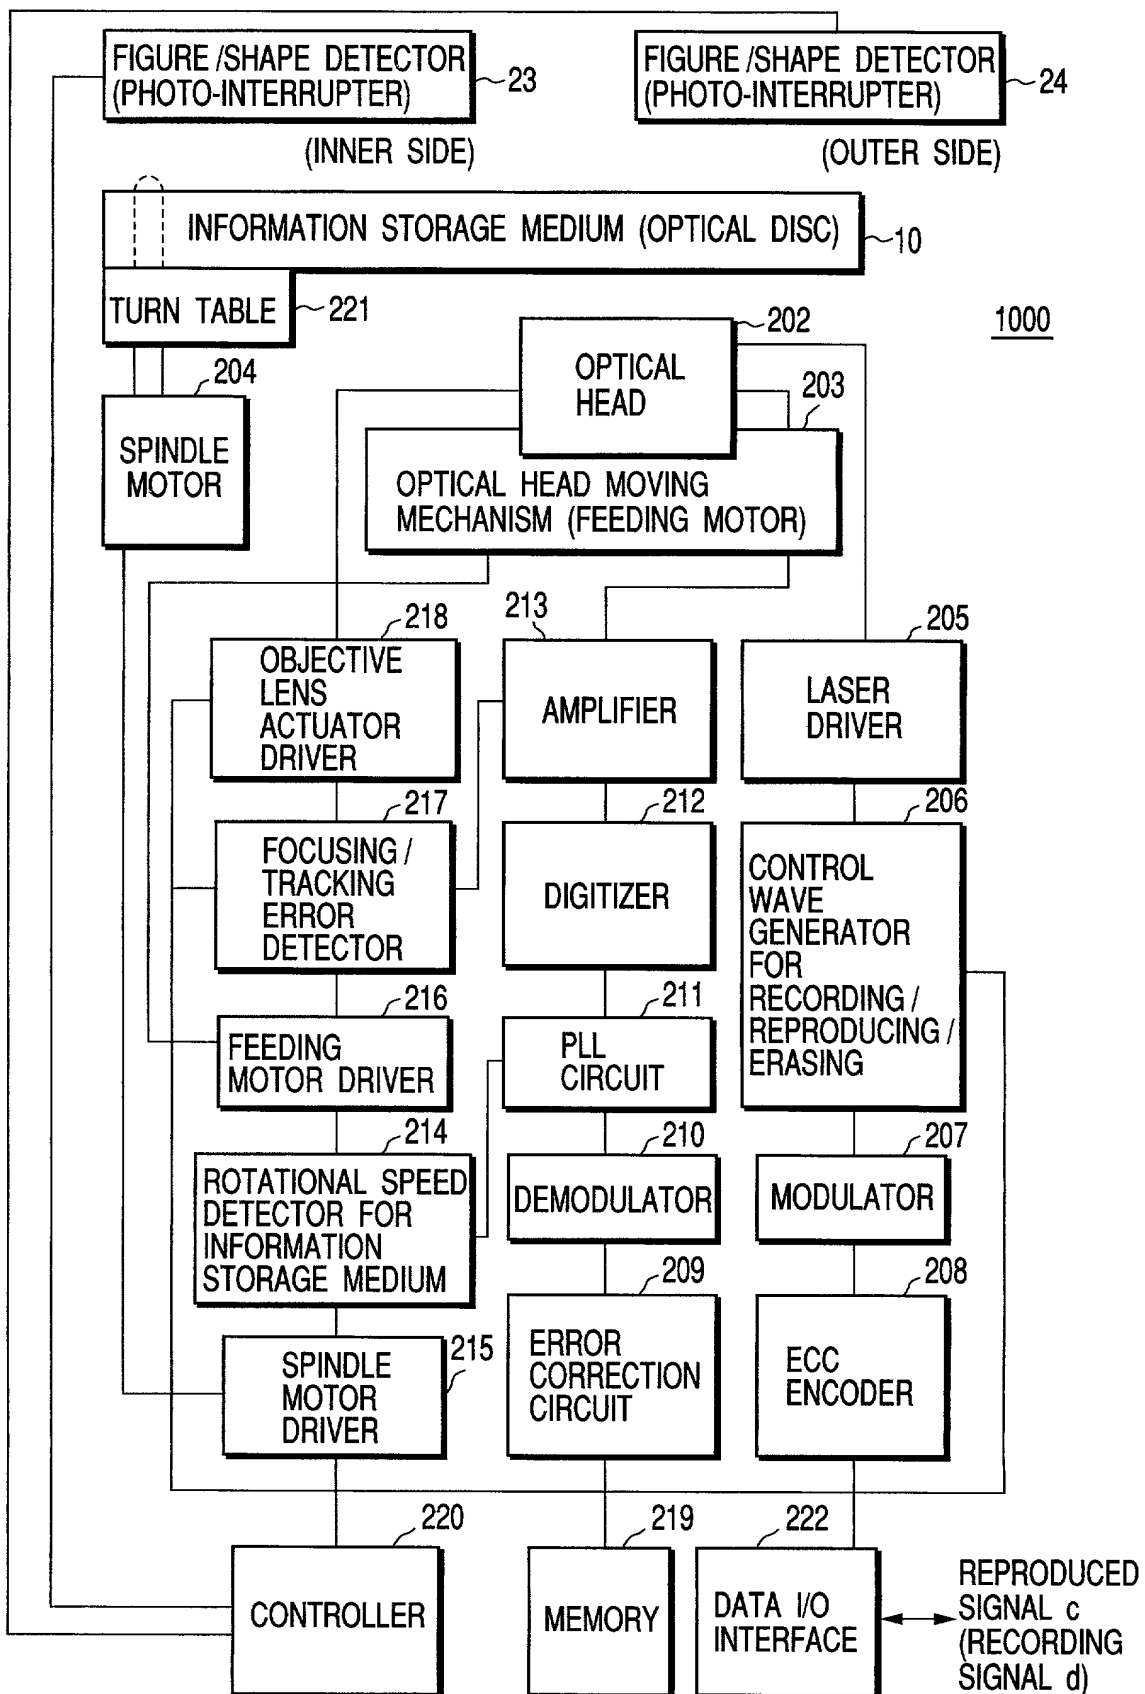 FIGURE/SHAPE DETECTOR
(PHOTO-INTERRUPTER)
23
(INNER SIDE)
FIGURE/SHAPE DETECTOR
(PHOTO-INTERRUPTER)
24
(OUTER SIDE)
INFORMATION STORAGE MEDIUM (OPTICAL DISC)
10
TURN TABLE
221
1000
202
OPTICAL
HEAD
203
204
SPINDLE
MOTOR
OPTICAL HEAD MOVING
MECHANISM (FEEDING MOTOR)
218
OBJECTIVE
LENS
ACTUATOR
DRIVER
213
AMPLIFIER
205
LASER
DRIVER
217
FOCUSING/
TRACKING
ERROR
DETECTOR
212
DIGITIZER
206
CONTROL
WAVE
GENERATOR
FOR
RECORDING/
REPRODUCING/
ERASING
216
FEEDING
MOTOR DRIVER
211
PLL
CIRCUIT
214
ROTATIONAL SPEED
DETECTOR FOR
INFORMATION
STORAGE MEDIUM
210
DEMODULATOR
207
MODULATOR
209
ERROR
CORRECTION
CIRCUIT
208
ECC
ENCODER
215
SPINDLE
MOTOR
DRIVER
220
CONTROLLER
219
MEMORY
222
DATA I/O
INTERFACE
REPRODUCED
SIGNAL c
(RECORDING
SIGNAL d)